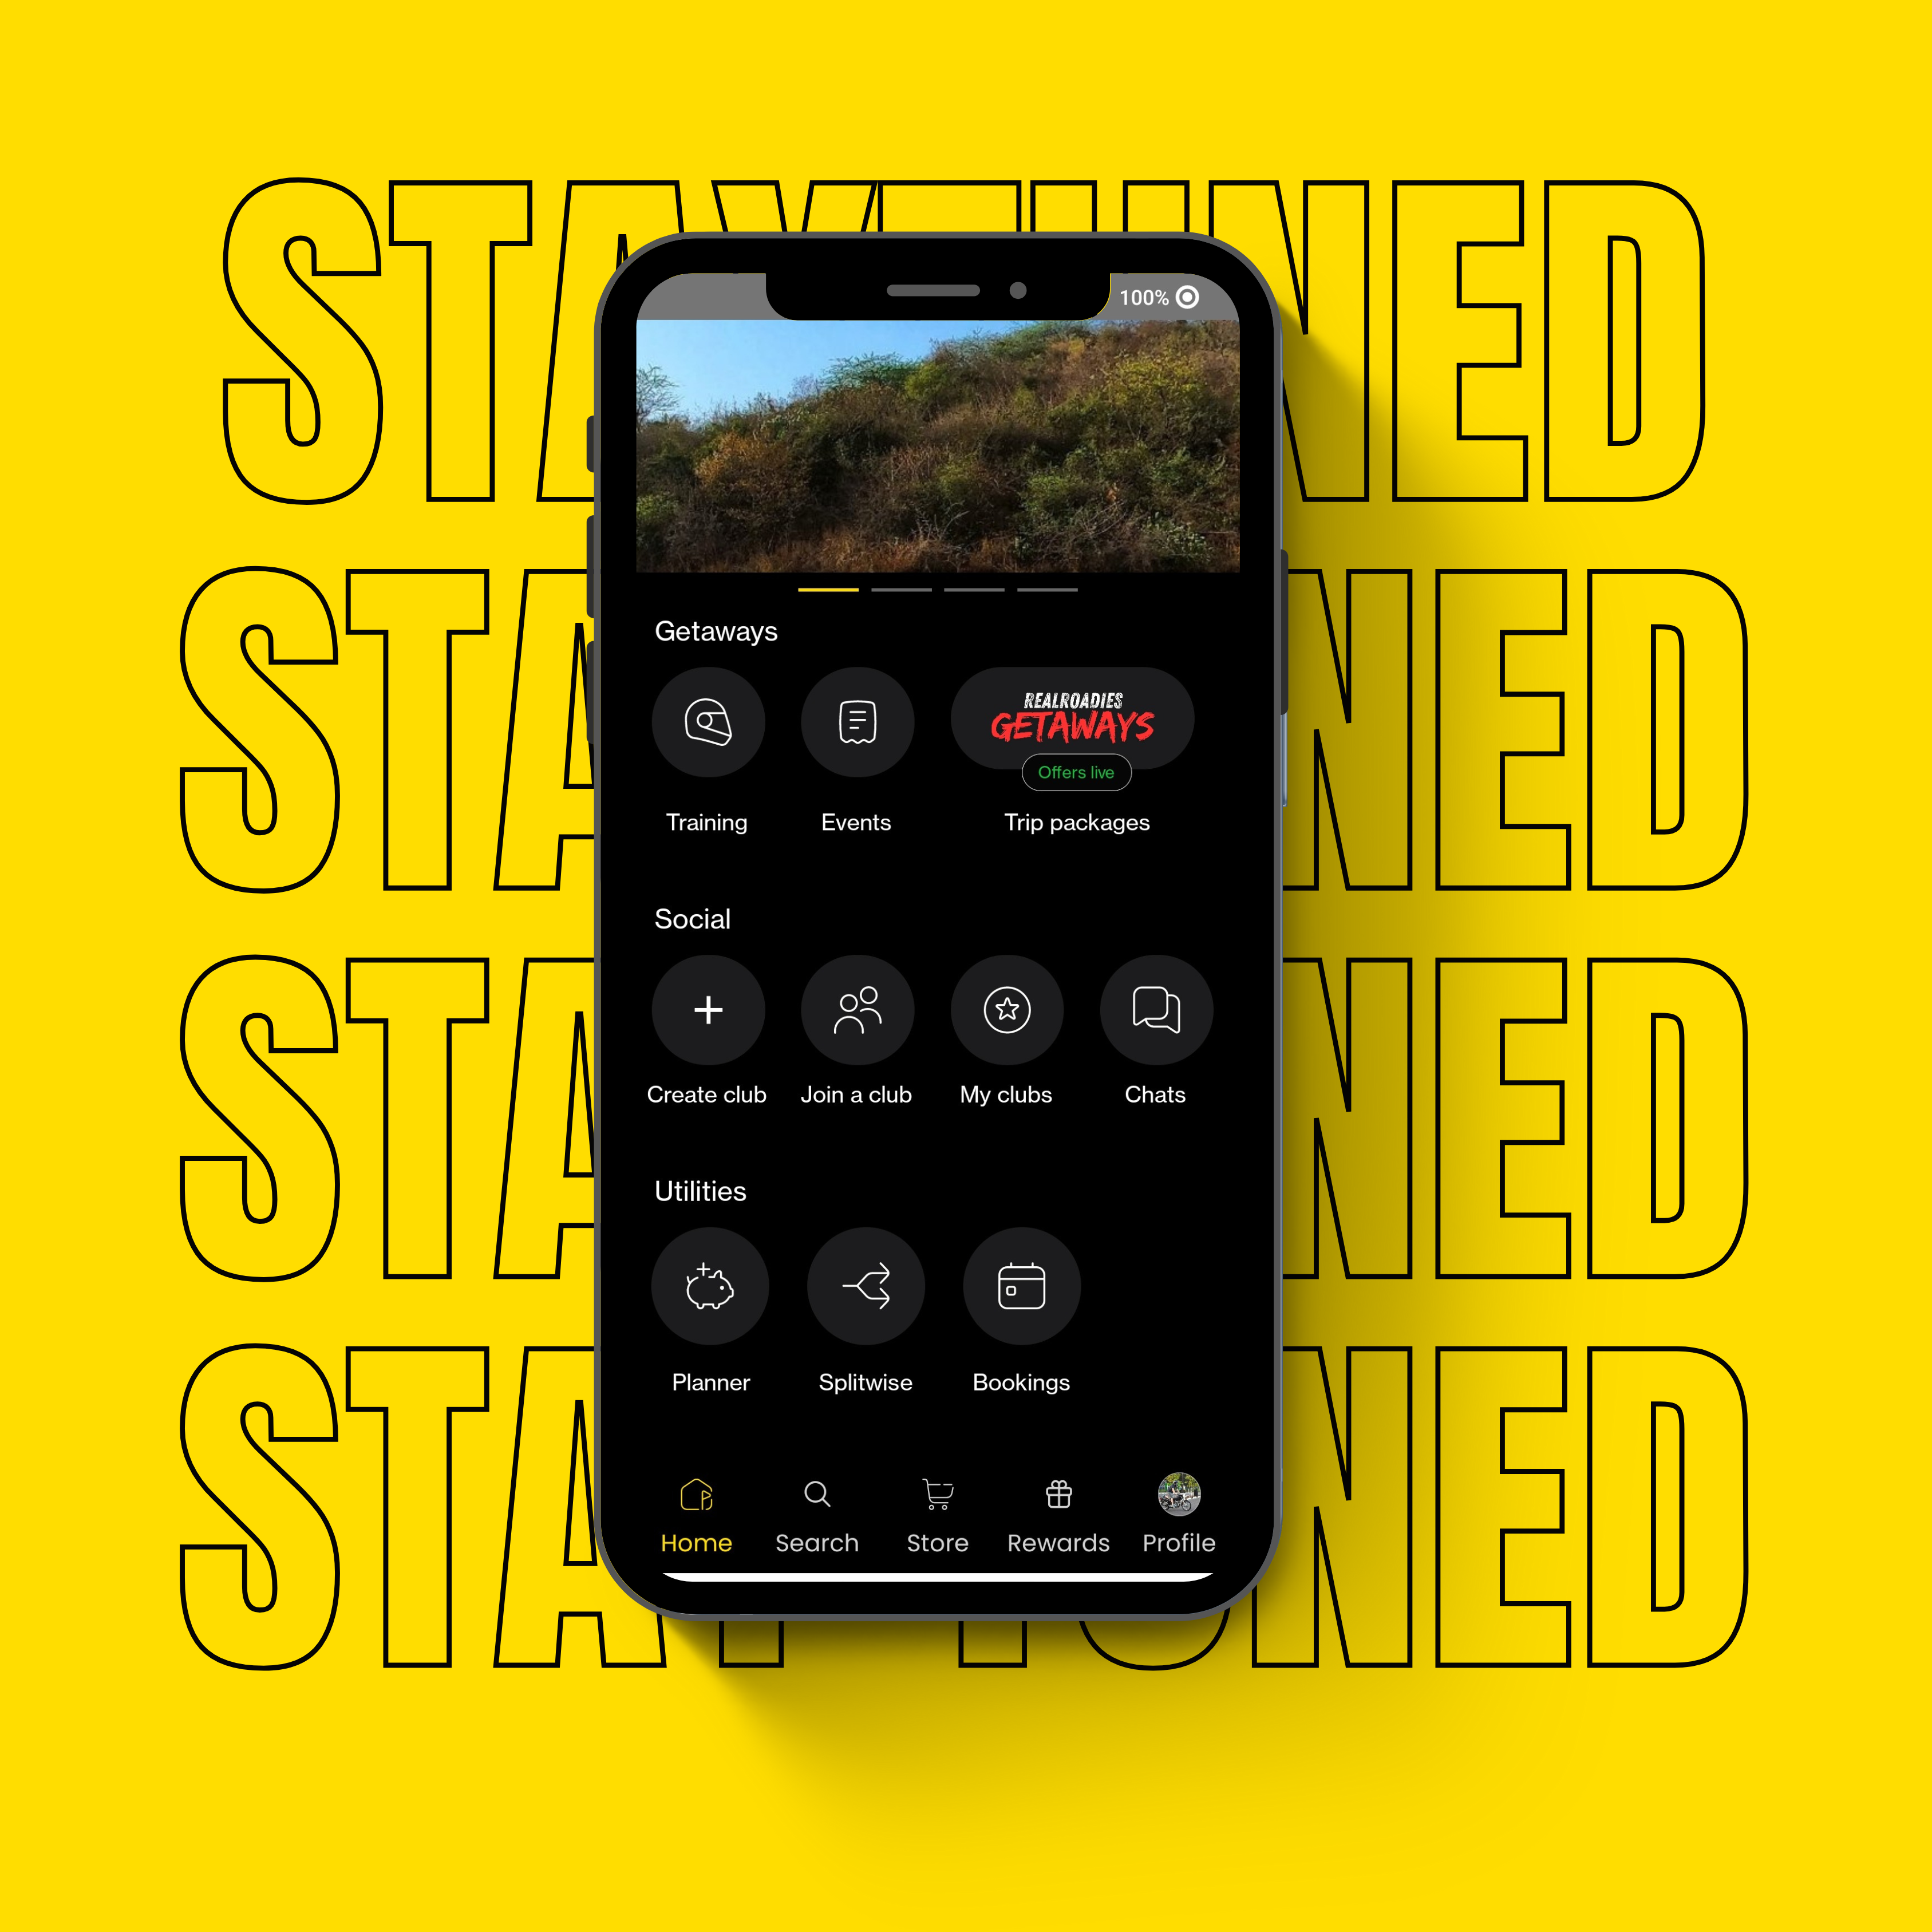 STAY TUNED
100%
Getaways
REALROADIES
GETAWAYS
Offers live
Training Events Trip packages
Social
STAY TUNED
Create club Join a club My clubs Chats
STAY TUNED
Utilities
Planner Splitwise Bookings
Home Search Store Rewards Profile
STAY TUNED